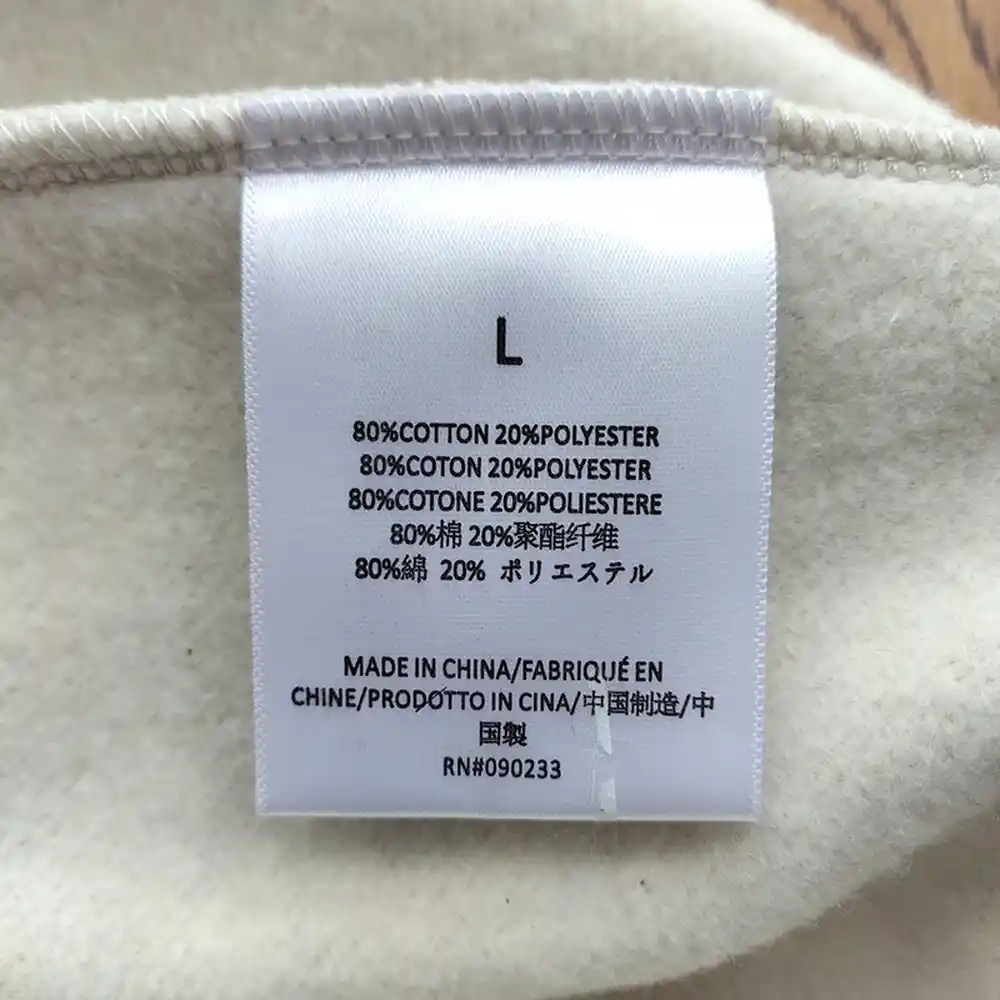 L
80%COTTON 20%POLYESTER
80%COTON 20%POLYESTER
80%COTONE 20%POLIESTERE
80%棉 20%聚酯纤维
80%綿 20% ポリエステル
MADE IN CHINA/FABRIQUÉ EN
CHINE/PRODOTTO IN CINA/中国制造/中
国製
RN#090233